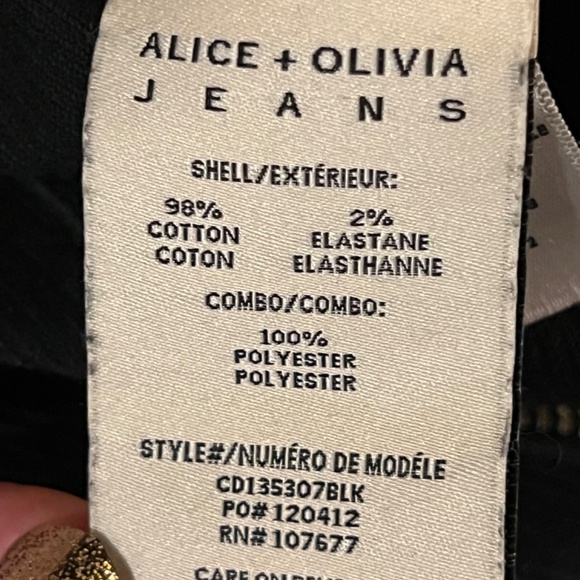 ALICE + OLIVIA
JEANS
SHELL/EXTÉRIEUR:
98% 2%
COTTON ELASTANE
COTON ELASTHANNE
COMBO/COMBO:
100%
POLYESTER
POLYESTER
STYLE#/NUMÉRO DE MODÉLE
CD135307BLK
PO# 120412
RN# 107677